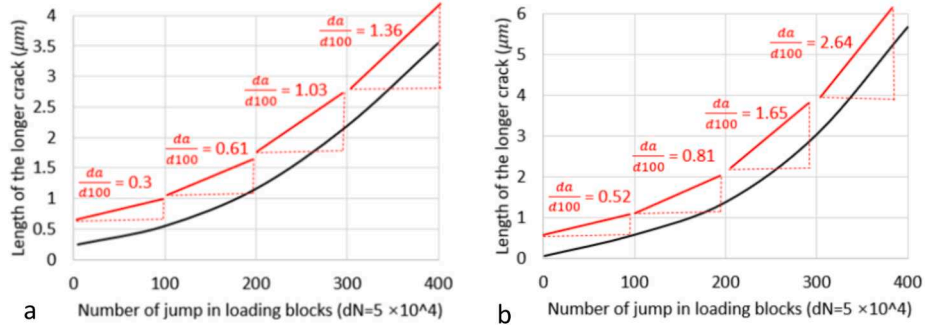 Length of the longer crack (μm)
4
3.5
3
2.5
2
1.5
1
0.5
0
da/d100 = 0.3
da/d100 = 0.61
da/d100 = 1.03
da/d100 = 1.36
0 100 200 300 400
Number of jump in loading blocks (dN=5 ×10^4)
a
Length of the longer crack (μm)
6
5
4
3
2
1
0
da/d100 = 0.52
da/d100 = 0.81
da/d100 = 1.65
da/d100 = 2.64
0 100 200 300 400
Number of jump in loading blocks (dN=5 ×10^4)
b